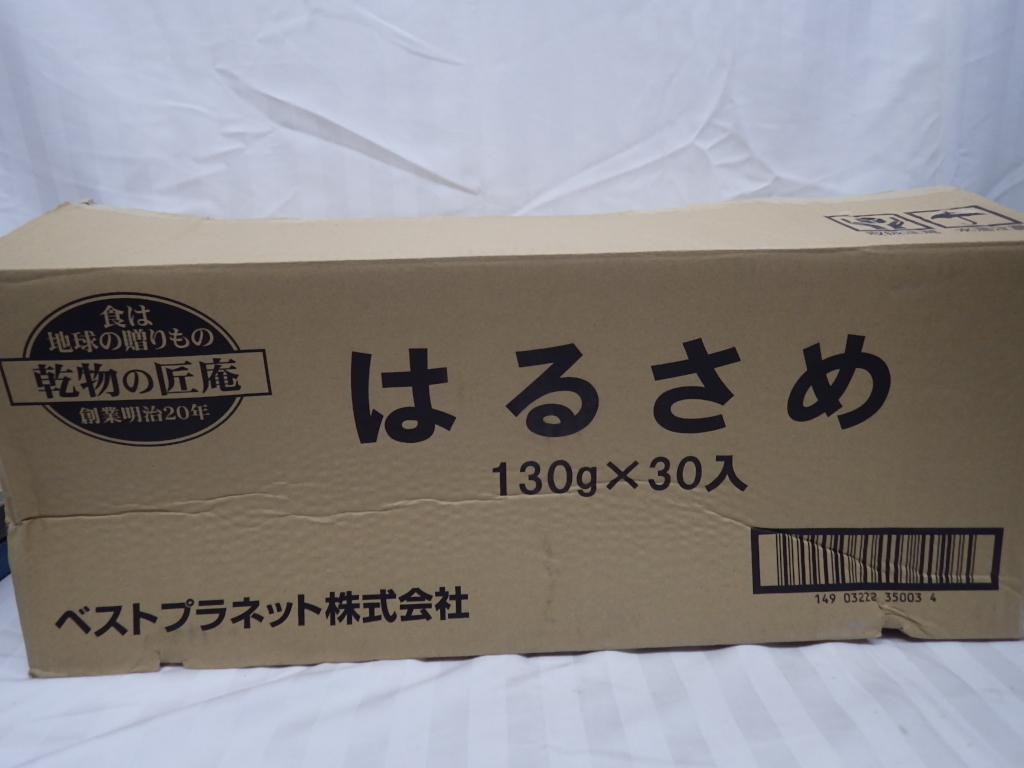 食は
地球の贈りもの
乾物の匠庵
創業明治20年
はるさめ
130g×30入
149 03222 35003 4
ベストプラネット株式会社